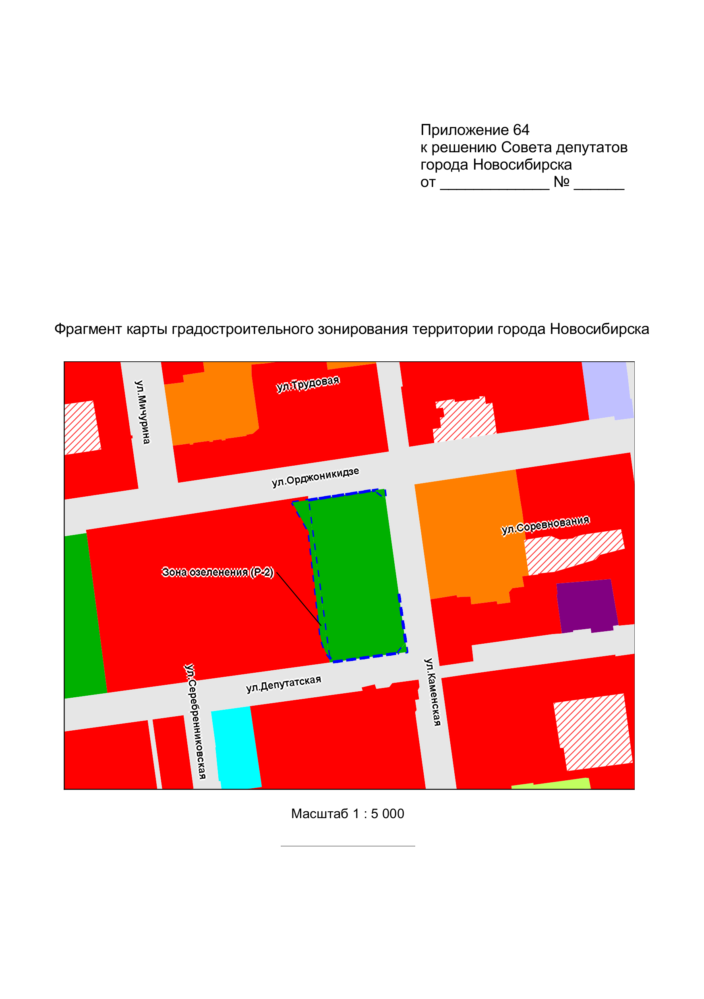 Приложение 64
к решению Совета депутатов
города Новосибирска
от _____________ № ______
Фрагмент карты градостроительного зонирования территории города Новосибирска
ул.Трудовая
ул.Мичурина
ул.Орджоникидзе
ул.Соревнования
Зона озеленения (Р-2)
ул.Депутатская
ул.Каменская
ул.Серебренниковская
Масштаб 1 : 5 000